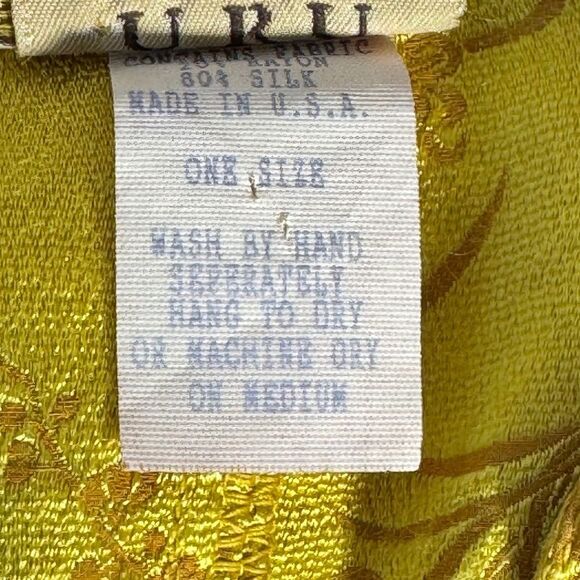 URU
CONTAINS FABRIC
RAYON
80% SILK
MADE IN U.S.A.
ONE SIZE
WASH BY HAND
SEPERATELY
HANG TO DRY
OR MACHINE DRY
ON MEDIUM